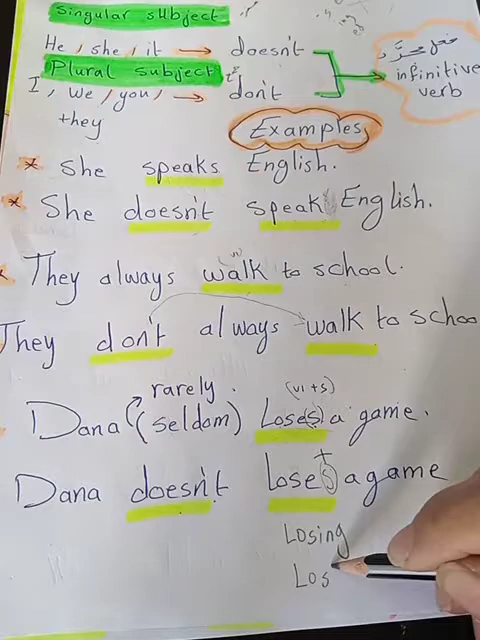 Singular subject
He / she / it → doesn't
فعل مجرّد
Plural subject
infinitive
I, we / you, → don't
verb
they
Examples
* She speaks English.
* She doesn't speak English.
They always walk to school.
They don't always walk to schoo
rarely. (v1+s)
Dana (seldom) Lose(s) a game.
Dana doesn't Loses a game
Losing
Los